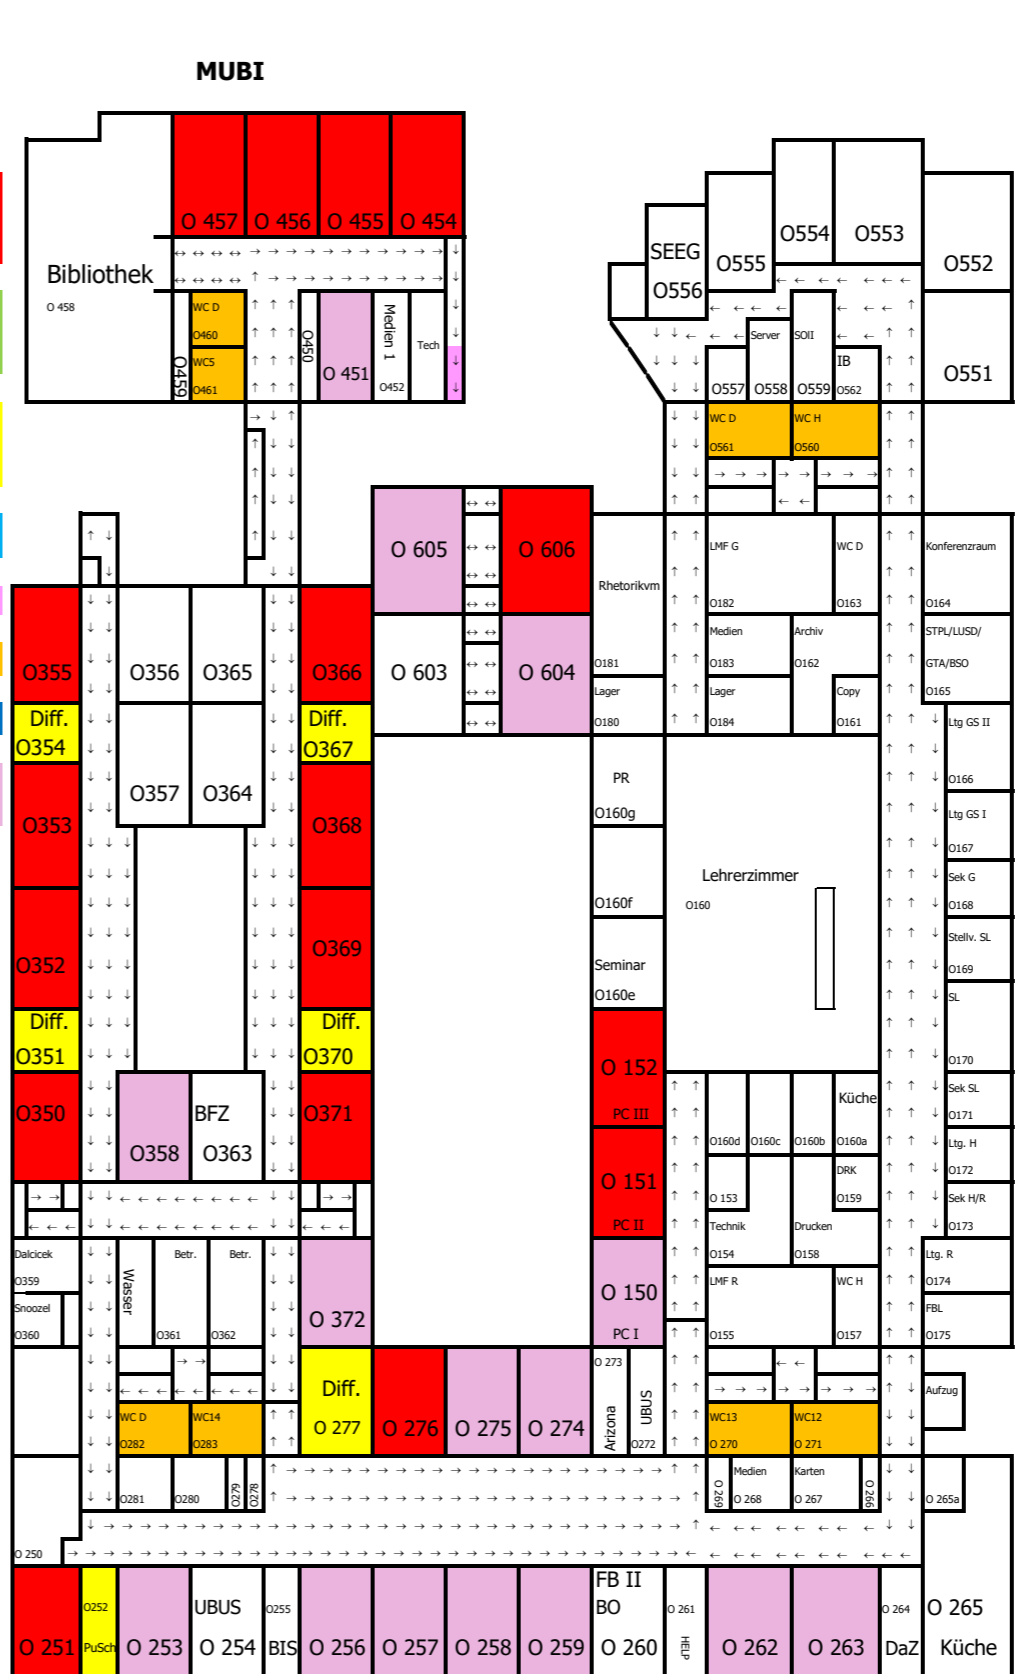 MUBI
O 457
O 456
O 455
O 454
Bibliothek
O 458
O459
WC D
O460
WC5
O461
O450
O 451
Medien 1
O452
Tech
SEEG
O556
O555
O554
O553
O552
O551
O557
Server
O558
SOII
O559
IB
O562
WC D
O561
WC H
O560
O 605
O 606
O 603
O 604
Rhetorikvm
O181
Lager
O180
LMF G
O182
WC D
O163
Medien
O183
Archiv
O162
Lager
O184
Copy
O161
Konferenzraum
O164
STPL/LUSD/
GTA/BSO
O165
Ltg GS II
O166
Ltg GS I
O167
Sek G
O168
Stellv. SL
O169
SL
O170
Sek SL
O171
Ltg. H
O172
Sek H/R
O173
Ltg. R
O174
FBL
O175
O355
O356
O365
O366
Diff.
O354
Diff.
O367
O357
O364
O353
O368
O352
O369
Diff.
O351
Diff.
O370
O350
O358
BFZ
O363
O371
PR
O160g
O160f
Seminar
O160e
Lehrerzimmer
O160
O 152
PC III
O 151
PC II
O 150
PC I
O160d
O160c
O160b
Küche
O160a
O 153
DRK
O159
Technik
O154
Drucken
O158
LMF R
O155
WC H
O157
Dalcicek
O359
Snoozel
O360
Wasser
Betr.
O361
Betr.
O362
O 372
Diff.
O 277
O 276
O 275
O 274
O 273
Arizona
UBUS
O272
WC D
O282
WC14
O283
WC13
O 270
WC12
O 271
Aufzug
O281
O280
O279
O278
O 269
Medien
O 268
Karten
O 267
O 266
O 265a
O 250
O 251
O252
PuSch
O 253
UBUS
O 254
O255
BIS
O 256
O 257
O 258
O 259
FB II
BO
O 260
O 261
HELP
O 262
O 263
O 264
DaZ
O 265
Küche